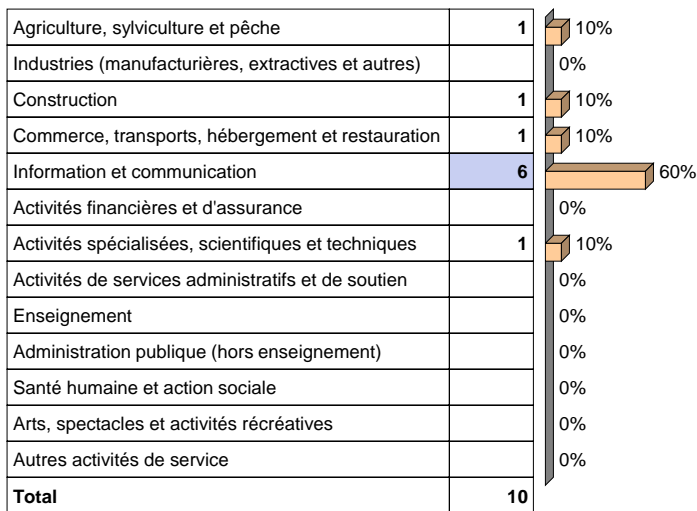 Agriculture, sylviculture et pêche 1 10%
Industries (manufacturières, extractives et autres) 0%
Construction 1 10%
Commerce, transports, hébergement et restauration 1 10%
Information et communication 6 60%
Activités financières et d'assurance 0%
Activités spécialisées, scientifiques et techniques 1 10%
Activités de services administratifs et de soutien 0%
Enseignement 0%
Administration publique (hors enseignement) 0%
Santé humaine et action sociale 0%
Arts, spectacles et activités récréatives 0%
Autres activités de service 0%
Total 10